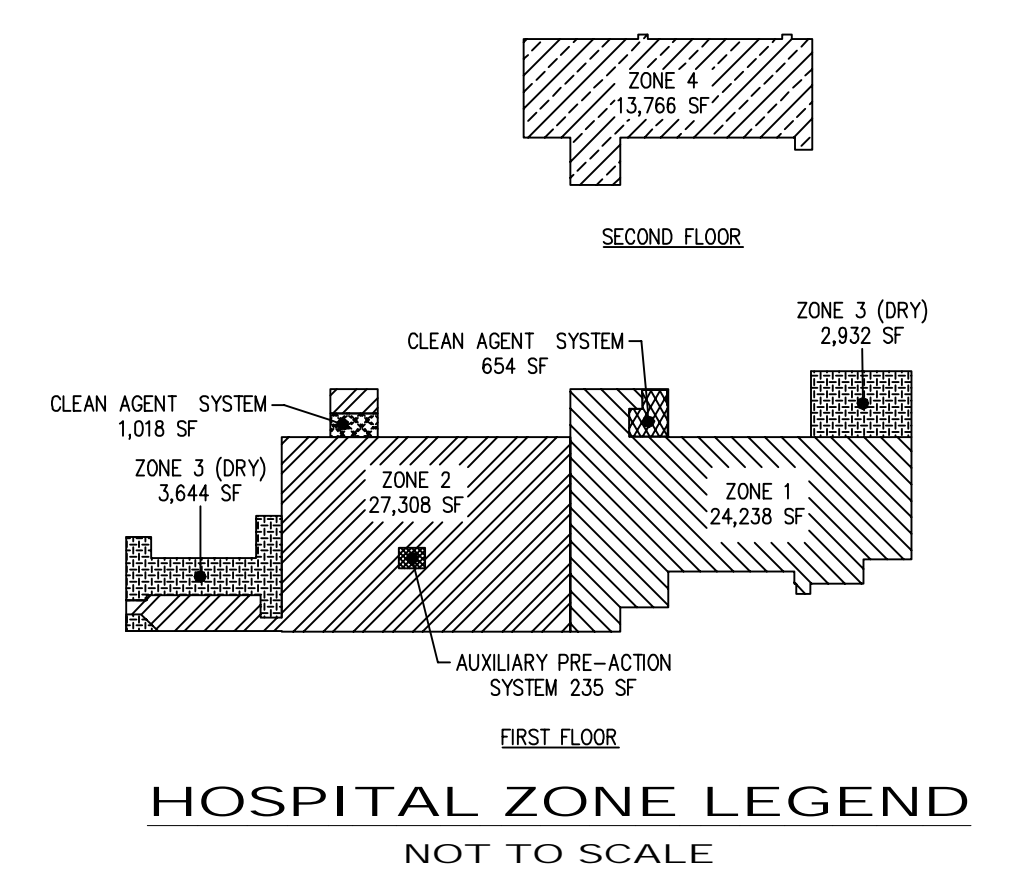 ZONE 4
13,766 SF
SECOND FLOOR
ZONE 3 (DRY)
2,932 SF
CLEAN AGENT SYSTEM
654 SF
CLEAN AGENT SYSTEM
1,018 SF
ZONE 3 (DRY)
3,644 SF
ZONE 2
27,308 SF
ZONE 1
24,238 SF
AUXILIARY PRE-ACTION
SYSTEM 235 SF
FIRST FLOOR
HOSPITAL ZONE LEGEND
NOT TO SCALE